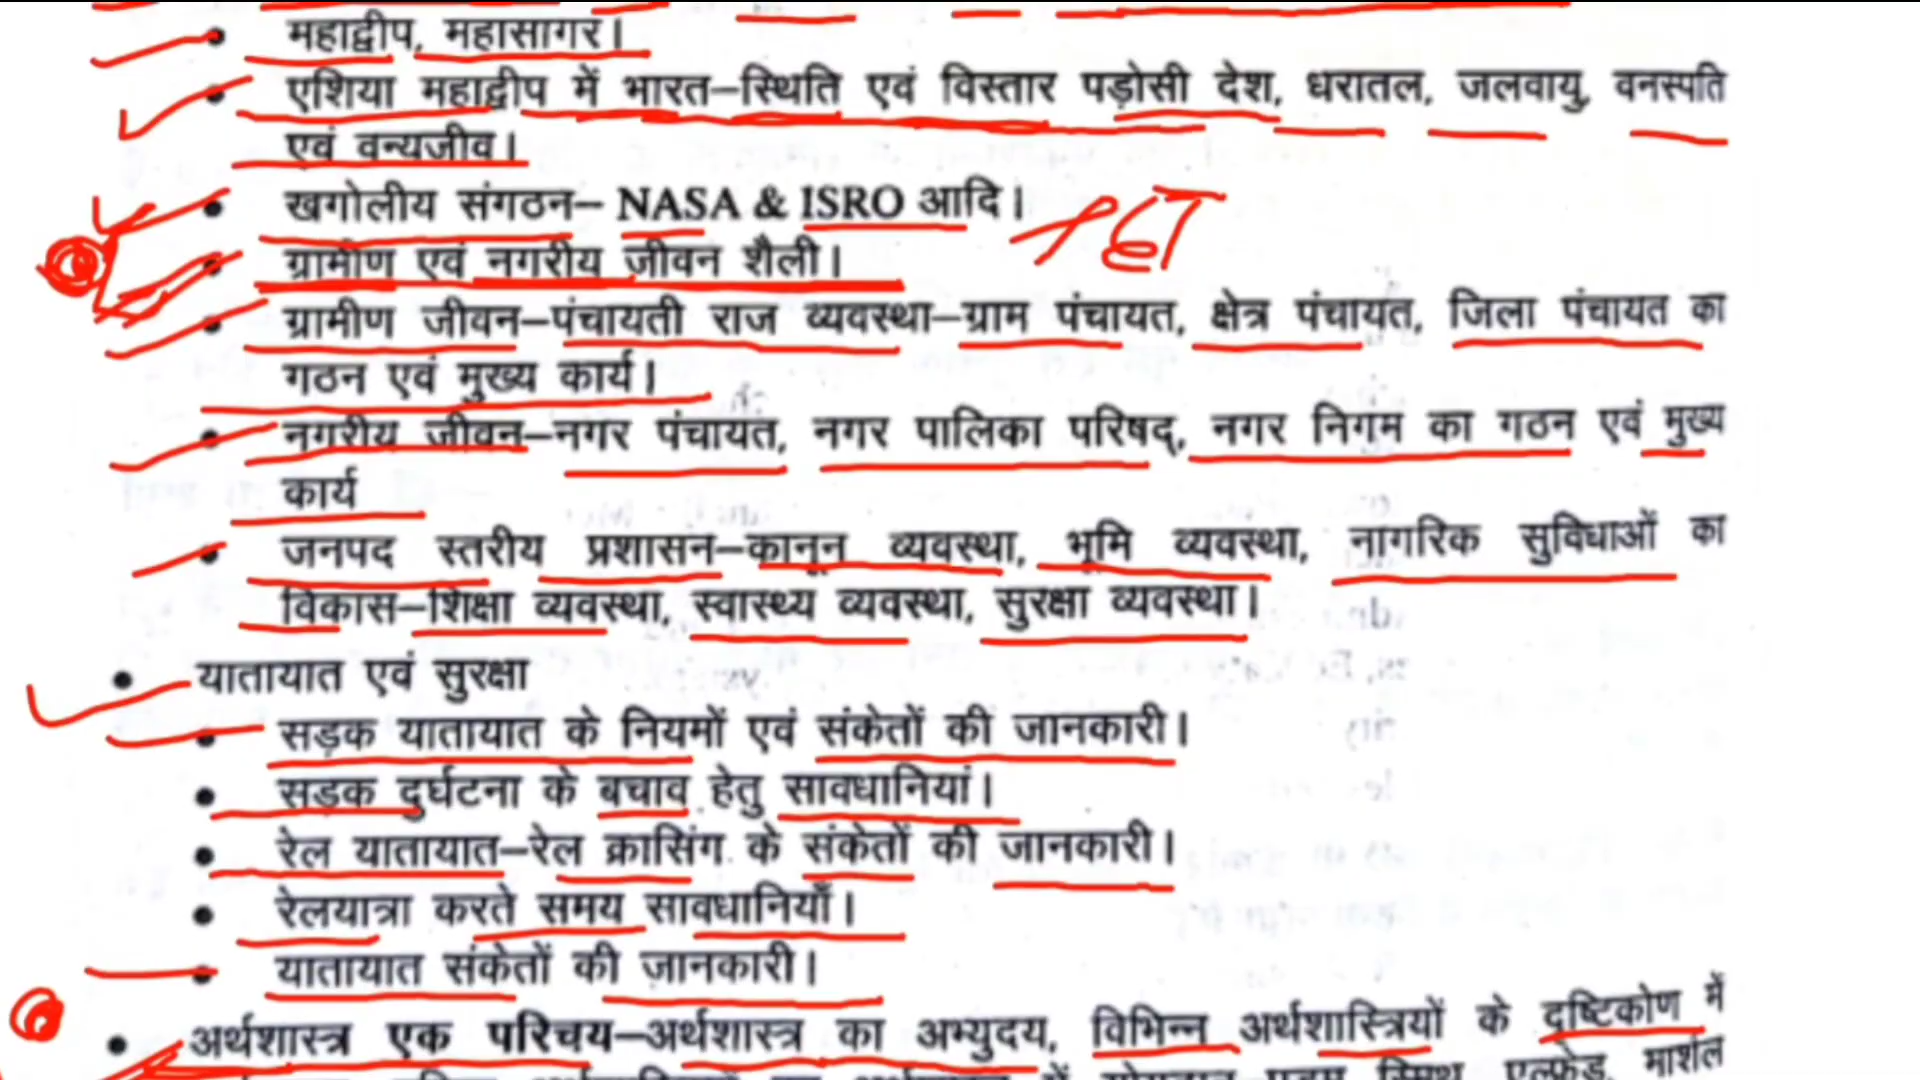 महाद्वीप, महासागर।
एशिया महाद्वीप में भारत–स्थिति एवं विस्तार पड़ोसी देश, धरातल, जलवायु, वनस्पति
एवं वन्यजीव।
खगोलीय संगठन– NASA & ISRO आदि।
ग्रामीण एवं नगरीय जीवन शैली।
ग्रामीण जीवन–पंचायती राज व्यवस्था–ग्राम पंचायत, क्षेत्र पंचायत, जिला पंचायत का
गठन एवं मुख्य कार्य।
नगरीय जीवन–नगर पंचायत, नगर पालिका परिषद्, नगर निगम का गठन एवं मुख्य
कार्य
जनपद स्तरीय प्रशासन–कानून व्यवस्था, भूमि व्यवस्था, नागरिक सुविधाओं का
विकास–शिक्षा व्यवस्था, स्वास्थ्य व्यवस्था, सुरक्षा व्यवस्था।
यातायात एवं सुरक्षा
सड़क यातायात के नियमों एवं संकेतों की जानकारी।
सड़क दुर्घटना के बचाव हेतु सावधानियां।
रेल यातायात–रेल क्रासिंग के संकेतों की जानकारी।
रेलयात्रा करते समय सावधानियाँ।
यातायात संकेतों की जानकारी।
अर्थशास्त्र एक परिचय–अर्थशास्त्र का अभ्युदय, विभिन्न अर्थशास्त्रियों के दृष्टिकोण में
एल्फ्रेड, मार्शल